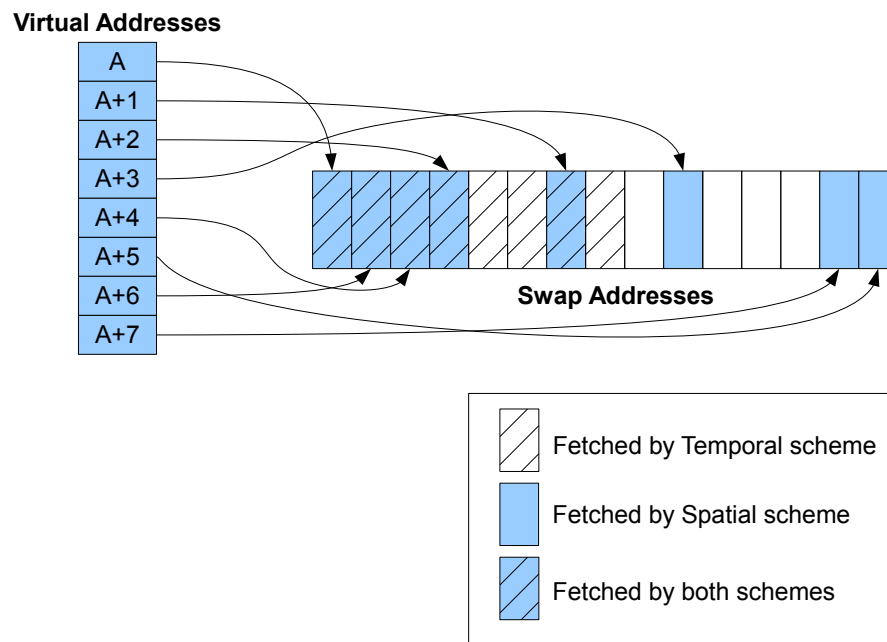 Virtual Addresses
A
A+1
A+2
A+3
A+4
A+5
A+6
A+7
Swap Addresses
Fetched by Temporal scheme
Fetched by Spatial scheme
Fetched by both schemes